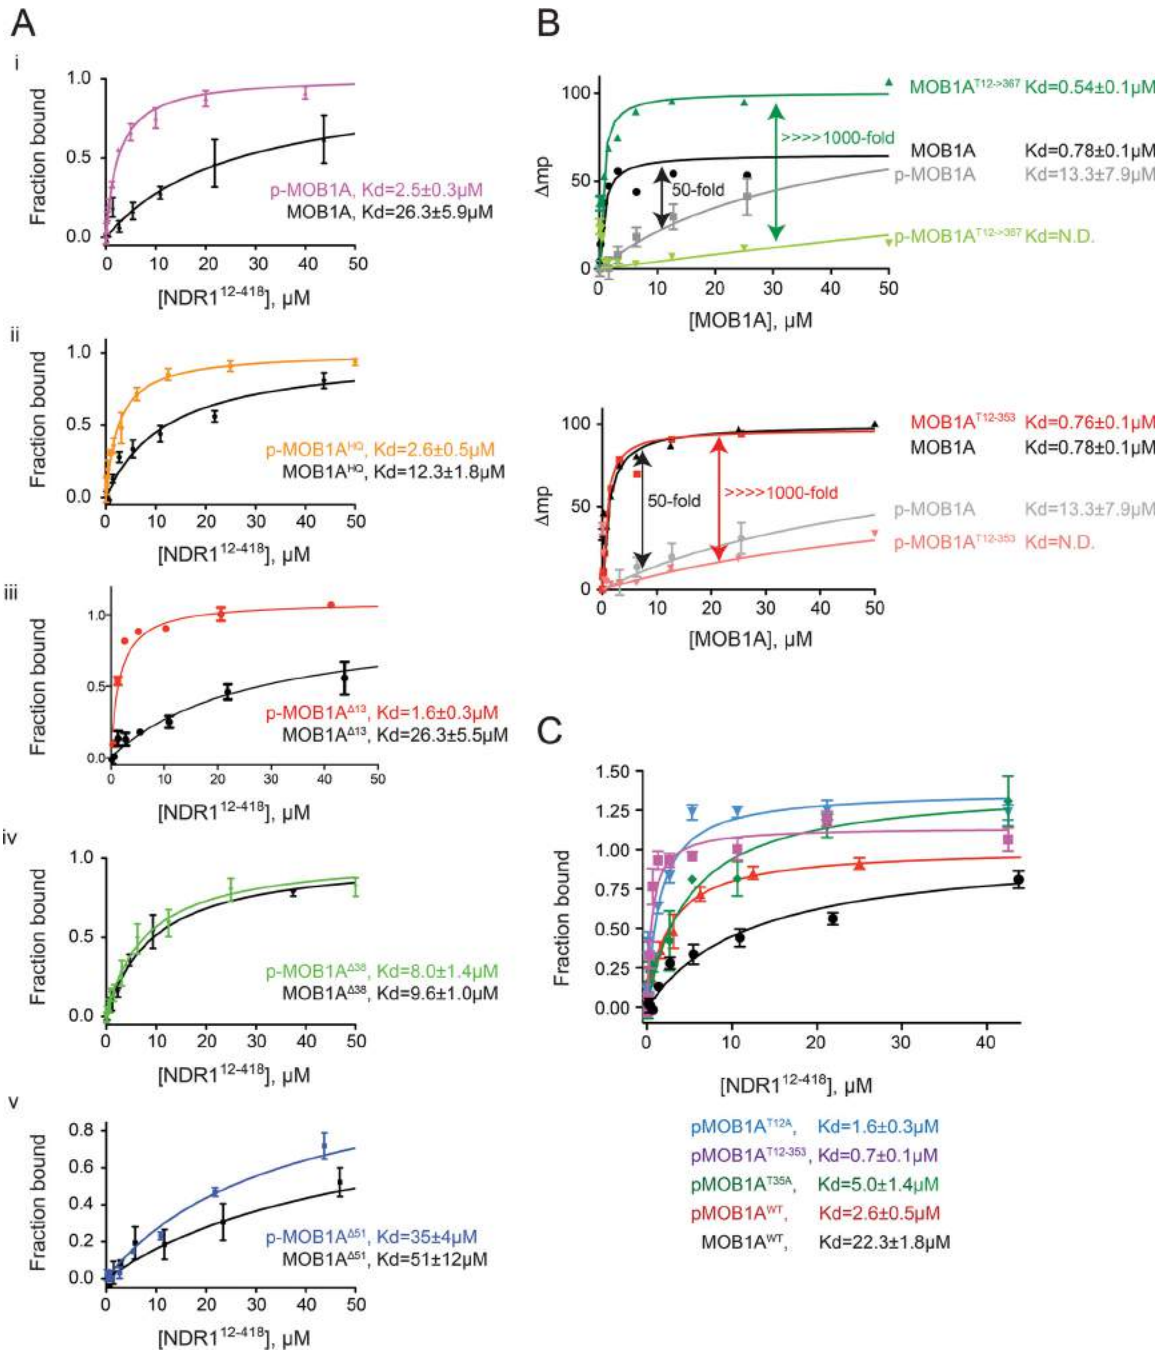 A
i
1.0
0.5
0.0
Fraction bound
p-MOB1A, Kd=2.5±0.3µM
MOB1A, Kd=26.3±5.9µM
0 10 20 30 40 50
[NDR1¹²⁻⁴¹⁸], µM
ii
1.0
0.5
0.0
Fraction bound
p-MOB1A^HQ, Kd=2.6±0.5µM
MOB1A^HQ, Kd=12.3±1.8µM
0 10 20 30 40 50
[NDR1¹²⁻⁴¹⁸], µM
iii
1.0
0.5
0.0
Fraction bound
p-MOB1A^Δ13, Kd=1.6±0.3µM
MOB1A^Δ13, Kd=26.3±5.5µM
0 10 20 30 40 50
[NDR1¹²⁻⁴¹⁸], µM
iv
1.0
0.5
0.0
Fraction bound
p-MOB1A^Δ38, Kd=8.0±1.4µM
MOB1A^Δ38, Kd=9.6±1.0µM
0 10 20 30 40 50
[NDR1¹²⁻⁴¹⁸], µM
v
0.8
0.6
0.4
0.2
0.0
Fraction bound
p-MOB1A^Δ51, Kd=35±4µM
MOB1A^Δ51, Kd=51±12µM
0 10 20 30 40 50
[NDR1¹²⁻⁴¹⁸], µM
B
100
50
0
Δmp
MOB1A^T12->367 Kd=0.54±0.1µM
>>>>1000-fold
MOB1A Kd=0.78±0.1µM
p-MOB1A Kd=13.3±7.9µM
50-fold
p-MOB1A^T12->367 Kd=N.D.
0 10 20 30 40 50
[MOB1A], µM
100
50
0
Δmp
MOB1A^T12-353 Kd=0.76±0.1µM
MOB1A Kd=0.78±0.1µM
50-fold
>>>>1000-fold
p-MOB1A Kd=13.3±7.9µM
p-MOB1A^T12-353 Kd=N.D.
0 10 20 30 40 50
[MOB1A], µM
C
1.50
1.25
1.00
0.75
0.50
0.25
0.00
Fraction bound
0 10 20 30 40
[NDR1¹²⁻⁴¹⁸], µM
pMOB1A^T12A, Kd=1.6±0.3µM
pMOB1A^T12-353, Kd=0.7±0.1µM
pMOB1A^T35A, Kd=5.0±1.4µM
pMOB1A^WT, Kd=2.6±0.5µM
MOB1A^WT, Kd=22.3±1.8µM